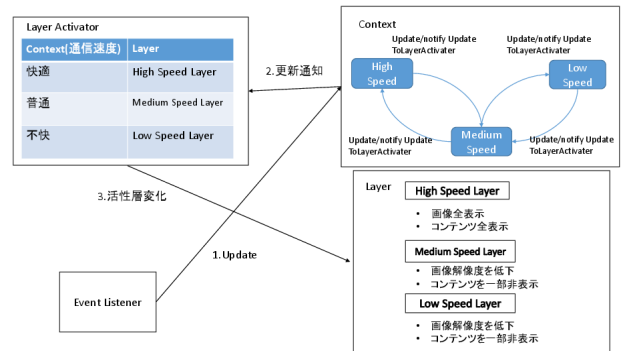 Layer Activator
Context(通信速度) Layer
快適 High Speed Layer
普通 Medium Speed Layer
不快 Low Speed Layer
2.更新通知
Context
Update/notify Update
ToLayerActivater
Update/notify Update
ToLayerActivater
High
Speed
Low
Speed
Medium
Speed
Update/notify Update
ToLayerActivater
Update/notify Update
ToLayerActivater
3.活性層変化
1.Update
Event Listener
Layer
High Speed Layer
• 画像全表示
• コンテンツ全表示
Medium Speed Layer
• 画像解像度を低下
• コンテンツを一部非表示
Low Speed Layer
• 画像解像度を低下
• コンテンツを一部非表示